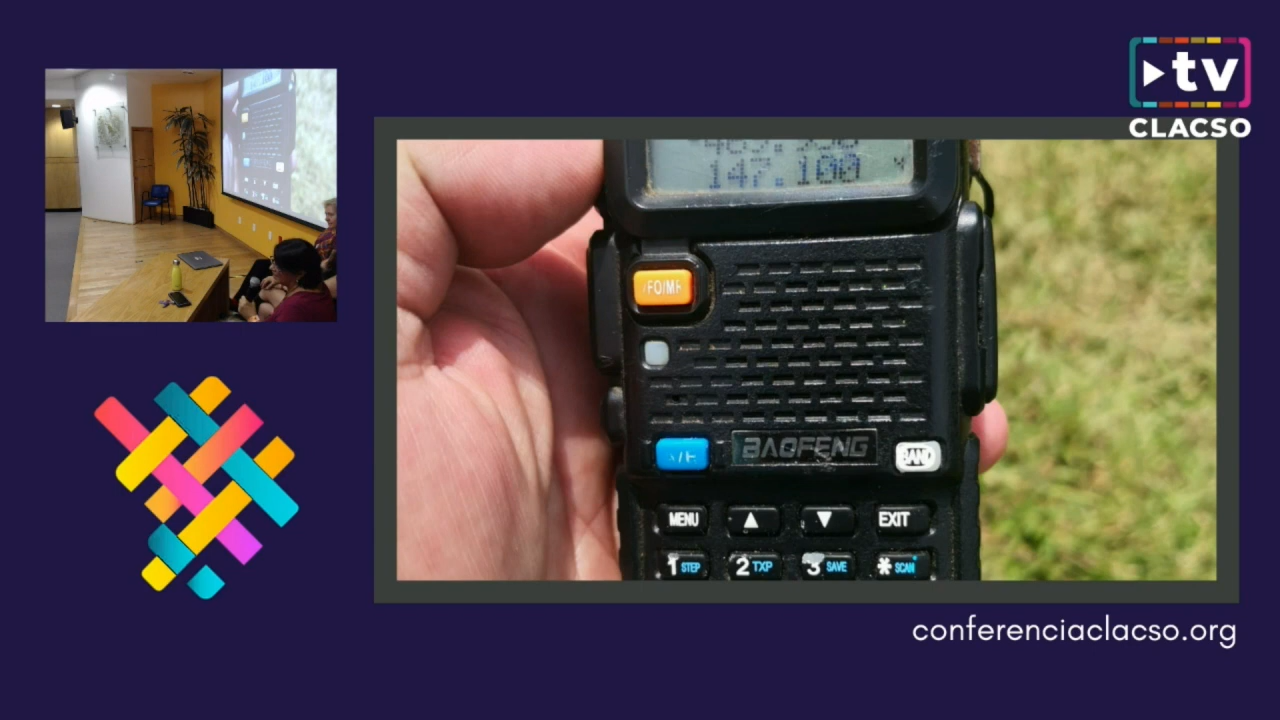 tv
CLACSO
147.100
BAOFENG
BAND
MENU ▲ ▼ EXIT
1 STEP 2 TXP 3 SAVE * SCAN
conferenciaclacso.org